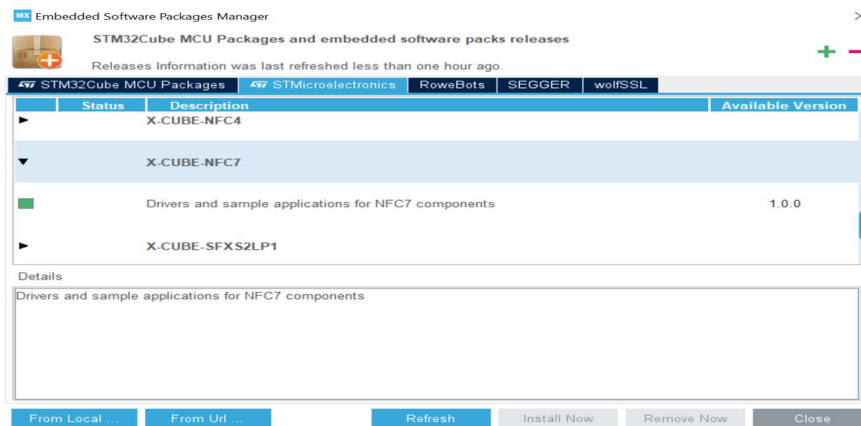 MX Embedded Software Packages Manager
STM32Cube MCU Packages and embedded software packs releases
Releases Information was last refreshed less than one hour ago.
STM32Cube MCU Packages STMicroelectronics RoweBots SEGGER wolfSSL
Status Description Available Version
X-CUBE-NFC4
X-CUBE-NFC7
Drivers and sample applications for NFC7 components 1.0.0
X-CUBE-SFXS2LP1
Details
Drivers and sample applications for NFC7 components
From Local ... From Url ... Refresh Install Now Remove Now Close